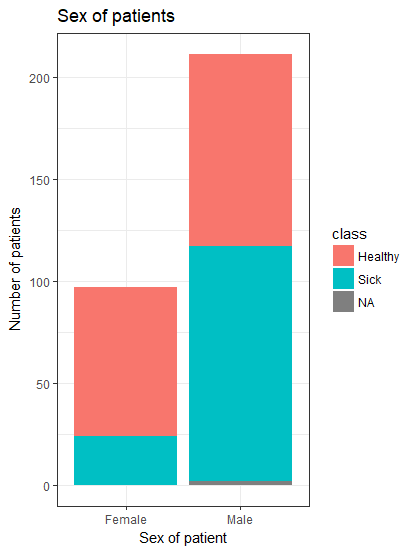 Sex of patients
200
150
100
50
0
Number of patients
Female Male
Sex of patient
class
Healthy
Sick
NA